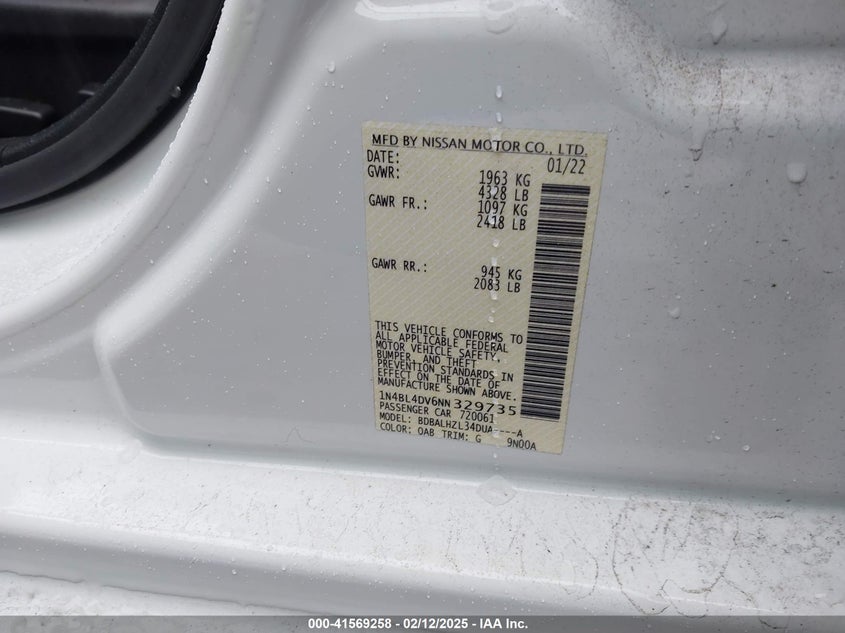 MFD BY NISSAN MOTOR CO., LTD.
DATE: 01/22
GVWR: 1963 KG
4328 LB
GAWR FR.: 1097 KG
2418 LB
GAWR RR.: 945 KG
2083 LB
THIS VEHICLE CONFORMS TO
ALL APPLICABLE FEDERAL
MOTOR VEHICLE SAFETY,
BUMPER, AND THEFT
PREVENTION STANDARDS IN
EFFECT ON THE DATE OF
MANUFACTURE SHOWN ABOVE.
1N4BL4DV6NN329735
PASSENGER CAR 720061
MODEL: BDBALHZL34DUA----A
COLOR: QAB TRIM: G 9N00A
000-41569258 - 02/12/2025 - IAA Inc.